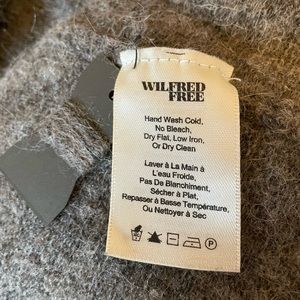 WILFRED
FREE
Hand Wash Cold,
No Bleach,
Dry Flat, Low Iron,
Or Dry Clean
Laver à La Main à
L'eau Froide,
Pas De Blanchiment,
Sécher à Plat,
Repasser à Basse Température,
Ou Nettoyer à Sec
P